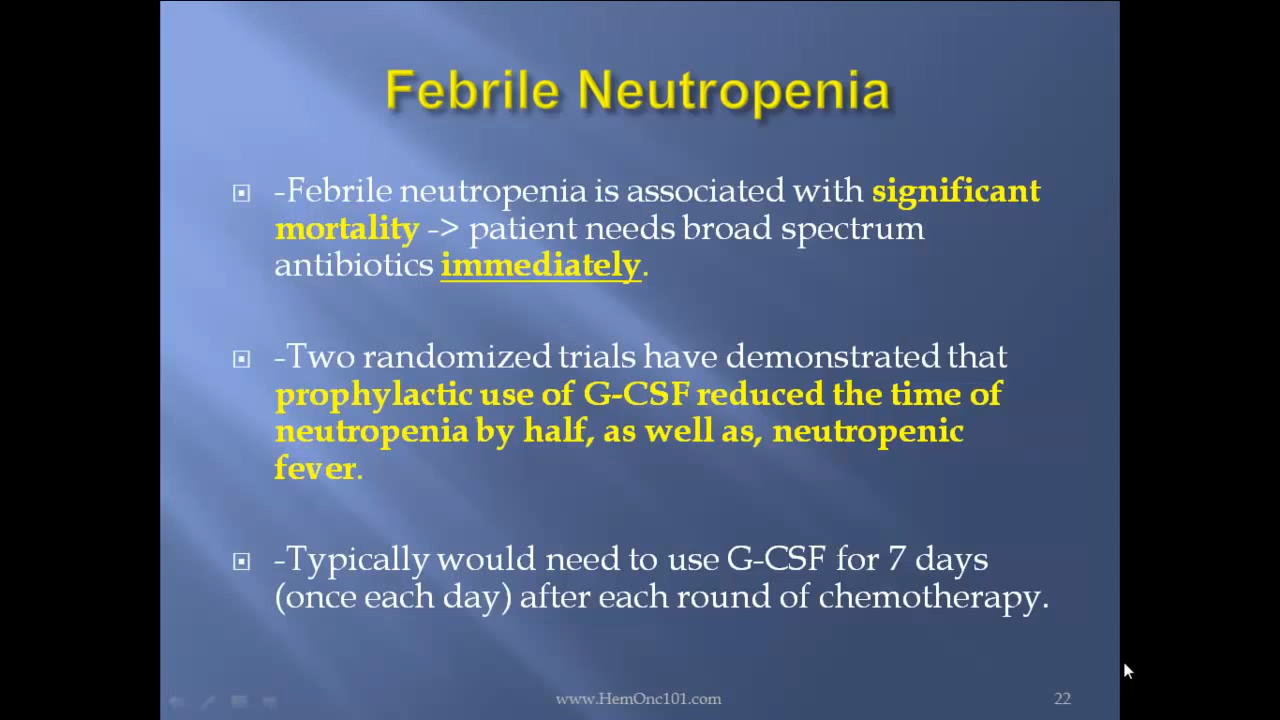 Febrile Neutropenia
-Febrile neutropenia is associated with significant
mortality -> patient needs broad spectrum
antibiotics immediately.
-Two randomized trials have demonstrated that
prophylactic use of G-CSF reduced the time of
neutropenia by half, as well as, neutropenic
fever.
-Typically would need to use G-CSF for 7 days
(once each day) after each round of chemotherapy.
www.HemOnc101.com
22